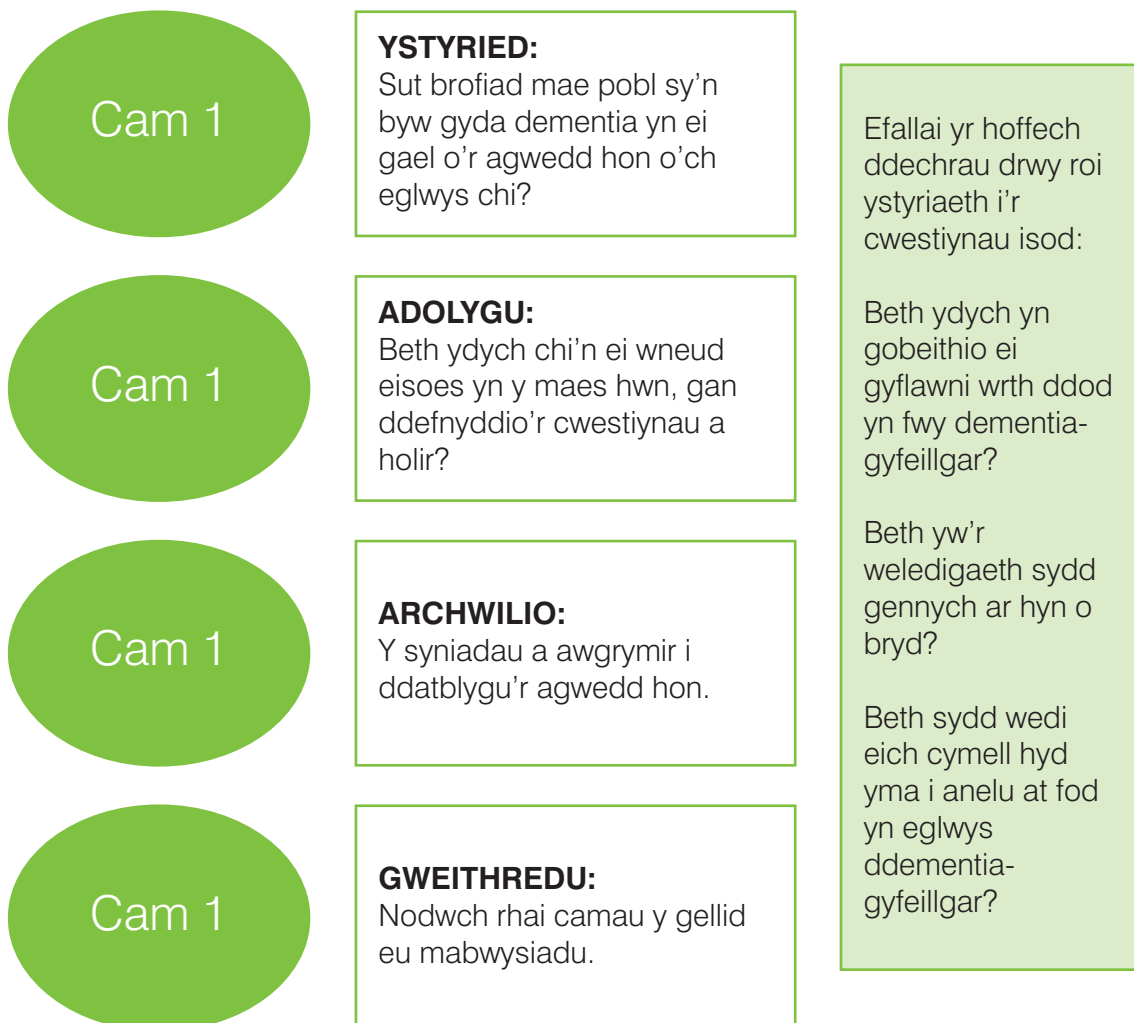 Cam 1
YSTYRIED:
Sut brofiad mae pobl sy’n
byw gyda dementia yn ei
gael o’r agwedd hon o’ch
eglwys chi?
Cam 1
ADOLYGU:
Beth ydych chi’n ei wneud
eisoes yn y maes hwn, gan
ddefnyddio’r cwestiynau a
holir?
Cam 1
ARCHWILIO:
Y syniadau a awgrymir i
ddatblygu’r agwedd hon.
Cam 1
GWEITHREDU:
Nodwch rhai camau y gellid
eu mabwysiadu.
Efallai yr hoffech
ddechrau drwy roi
ystyriaeth i’r
cwestiynau isod:
Beth ydych yn
gobeithio ei
gyflawni wrth ddod
yn fwy dementia-
gyfeillgar?
Beth yw’r
weledigaeth sydd
gennych ar hyn o
bryd?
Beth sydd wedi
eich cymell hyd
yma i anelu at fod
yn eglwys
ddementia-
gyfeillgar?